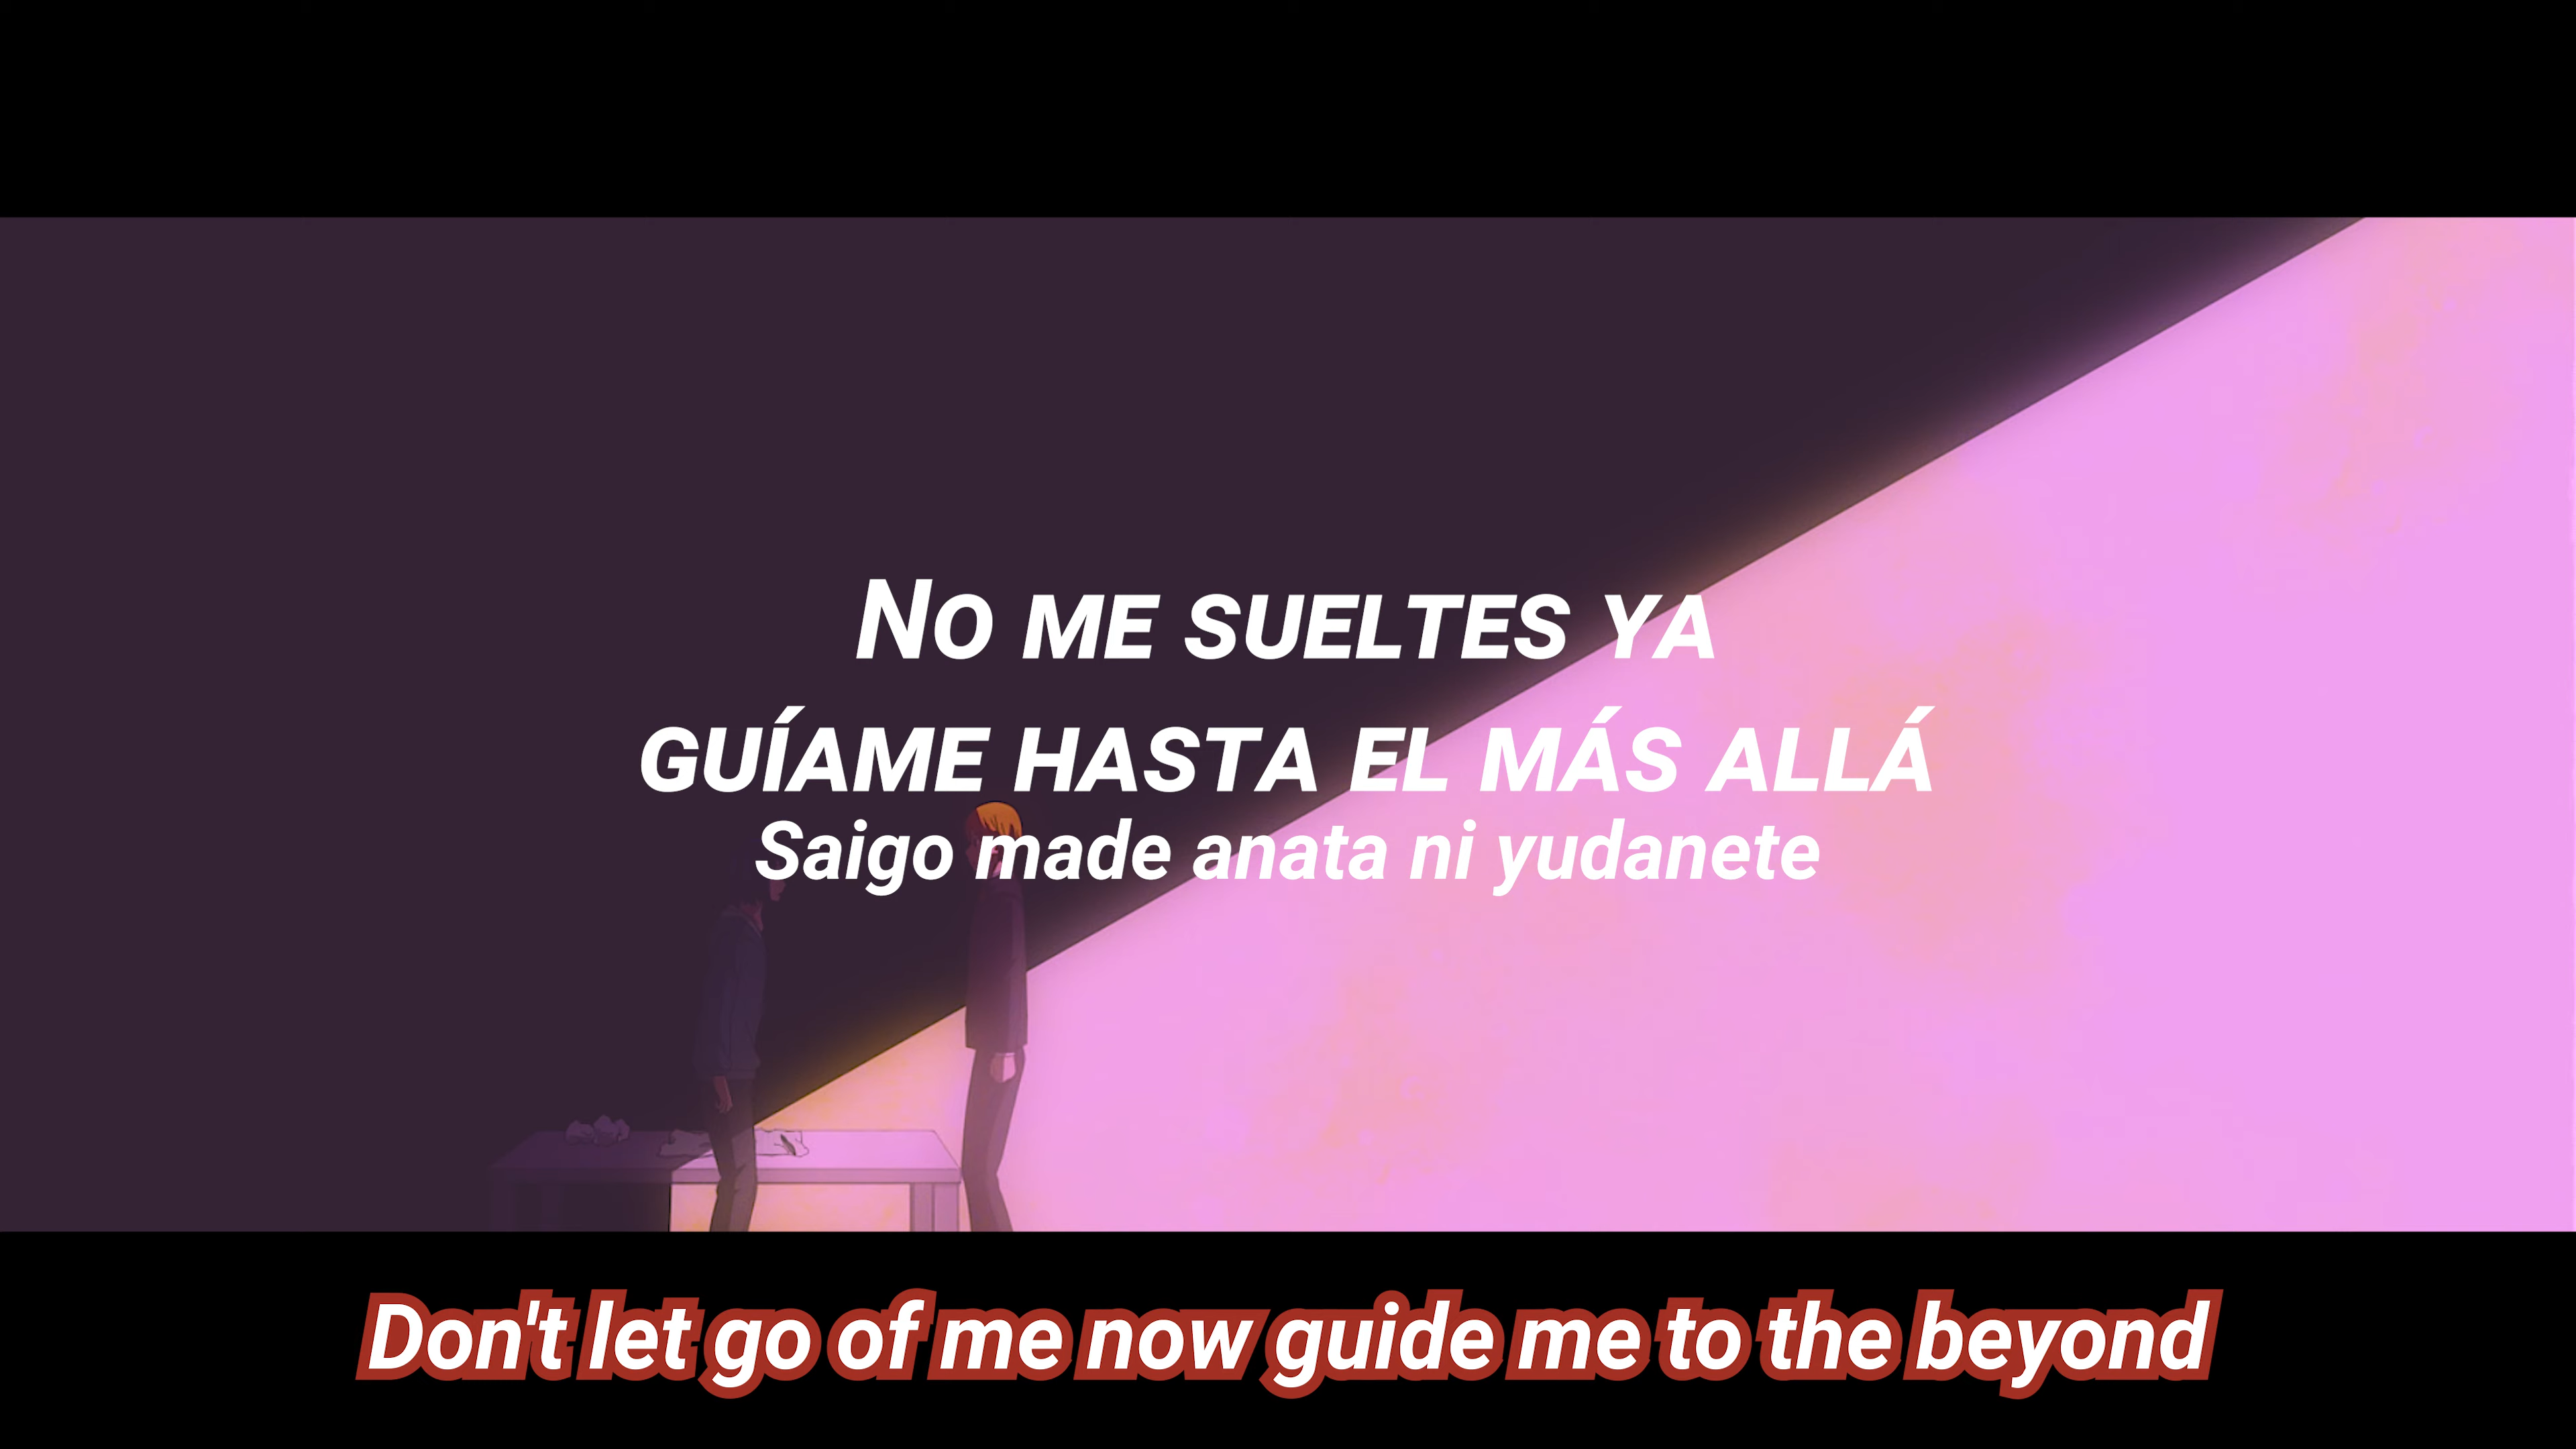 No me sueltes ya
guíame hasta el más allá
Saigo made anata ni yudanete
Don't let go of me now guide me to the beyond